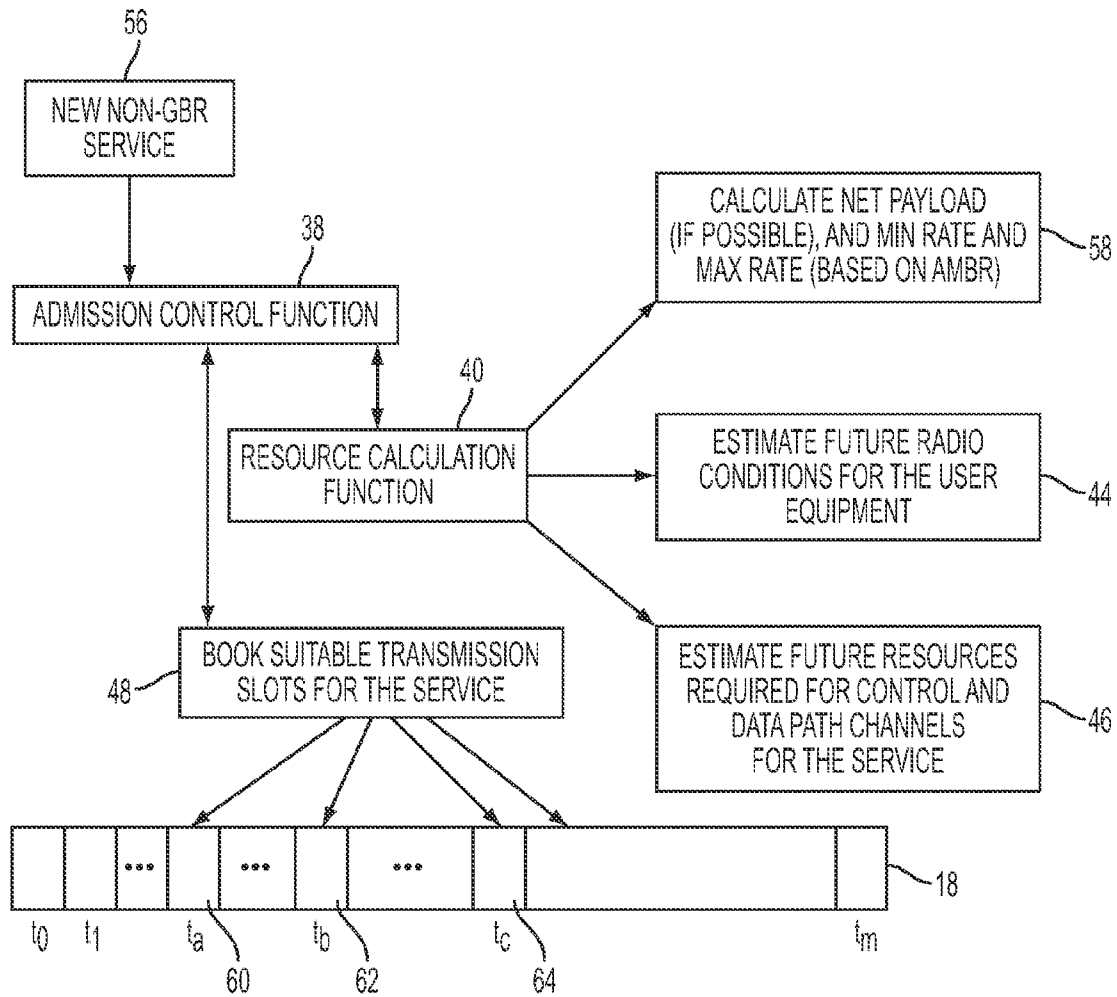 56
NEW NON-GBR
SERVICE
38
ADMISSION CONTROL FUNCTION
CALCULATE NET PAYLOAD
(IF POSSIBLE), AND MIN RATE AND
MAX RATE (BASED ON AMBR)
58
40
RESOURCE CALCULATION
FUNCTION
ESTIMATE FUTURE RADIO
CONDITIONS FOR THE USER
EQUIPMENT
44
48
BOOK SUITABLE TRANSMISSION
SLOTS FOR THE SERVICE
ESTIMATE FUTURE RESOURCES
REQUIRED FOR CONTROL AND
DATA PATH CHANNELS
FOR THE SERVICE
46
••• ••• •••
18
t0 t1 ta tb tc tm
60 62 64